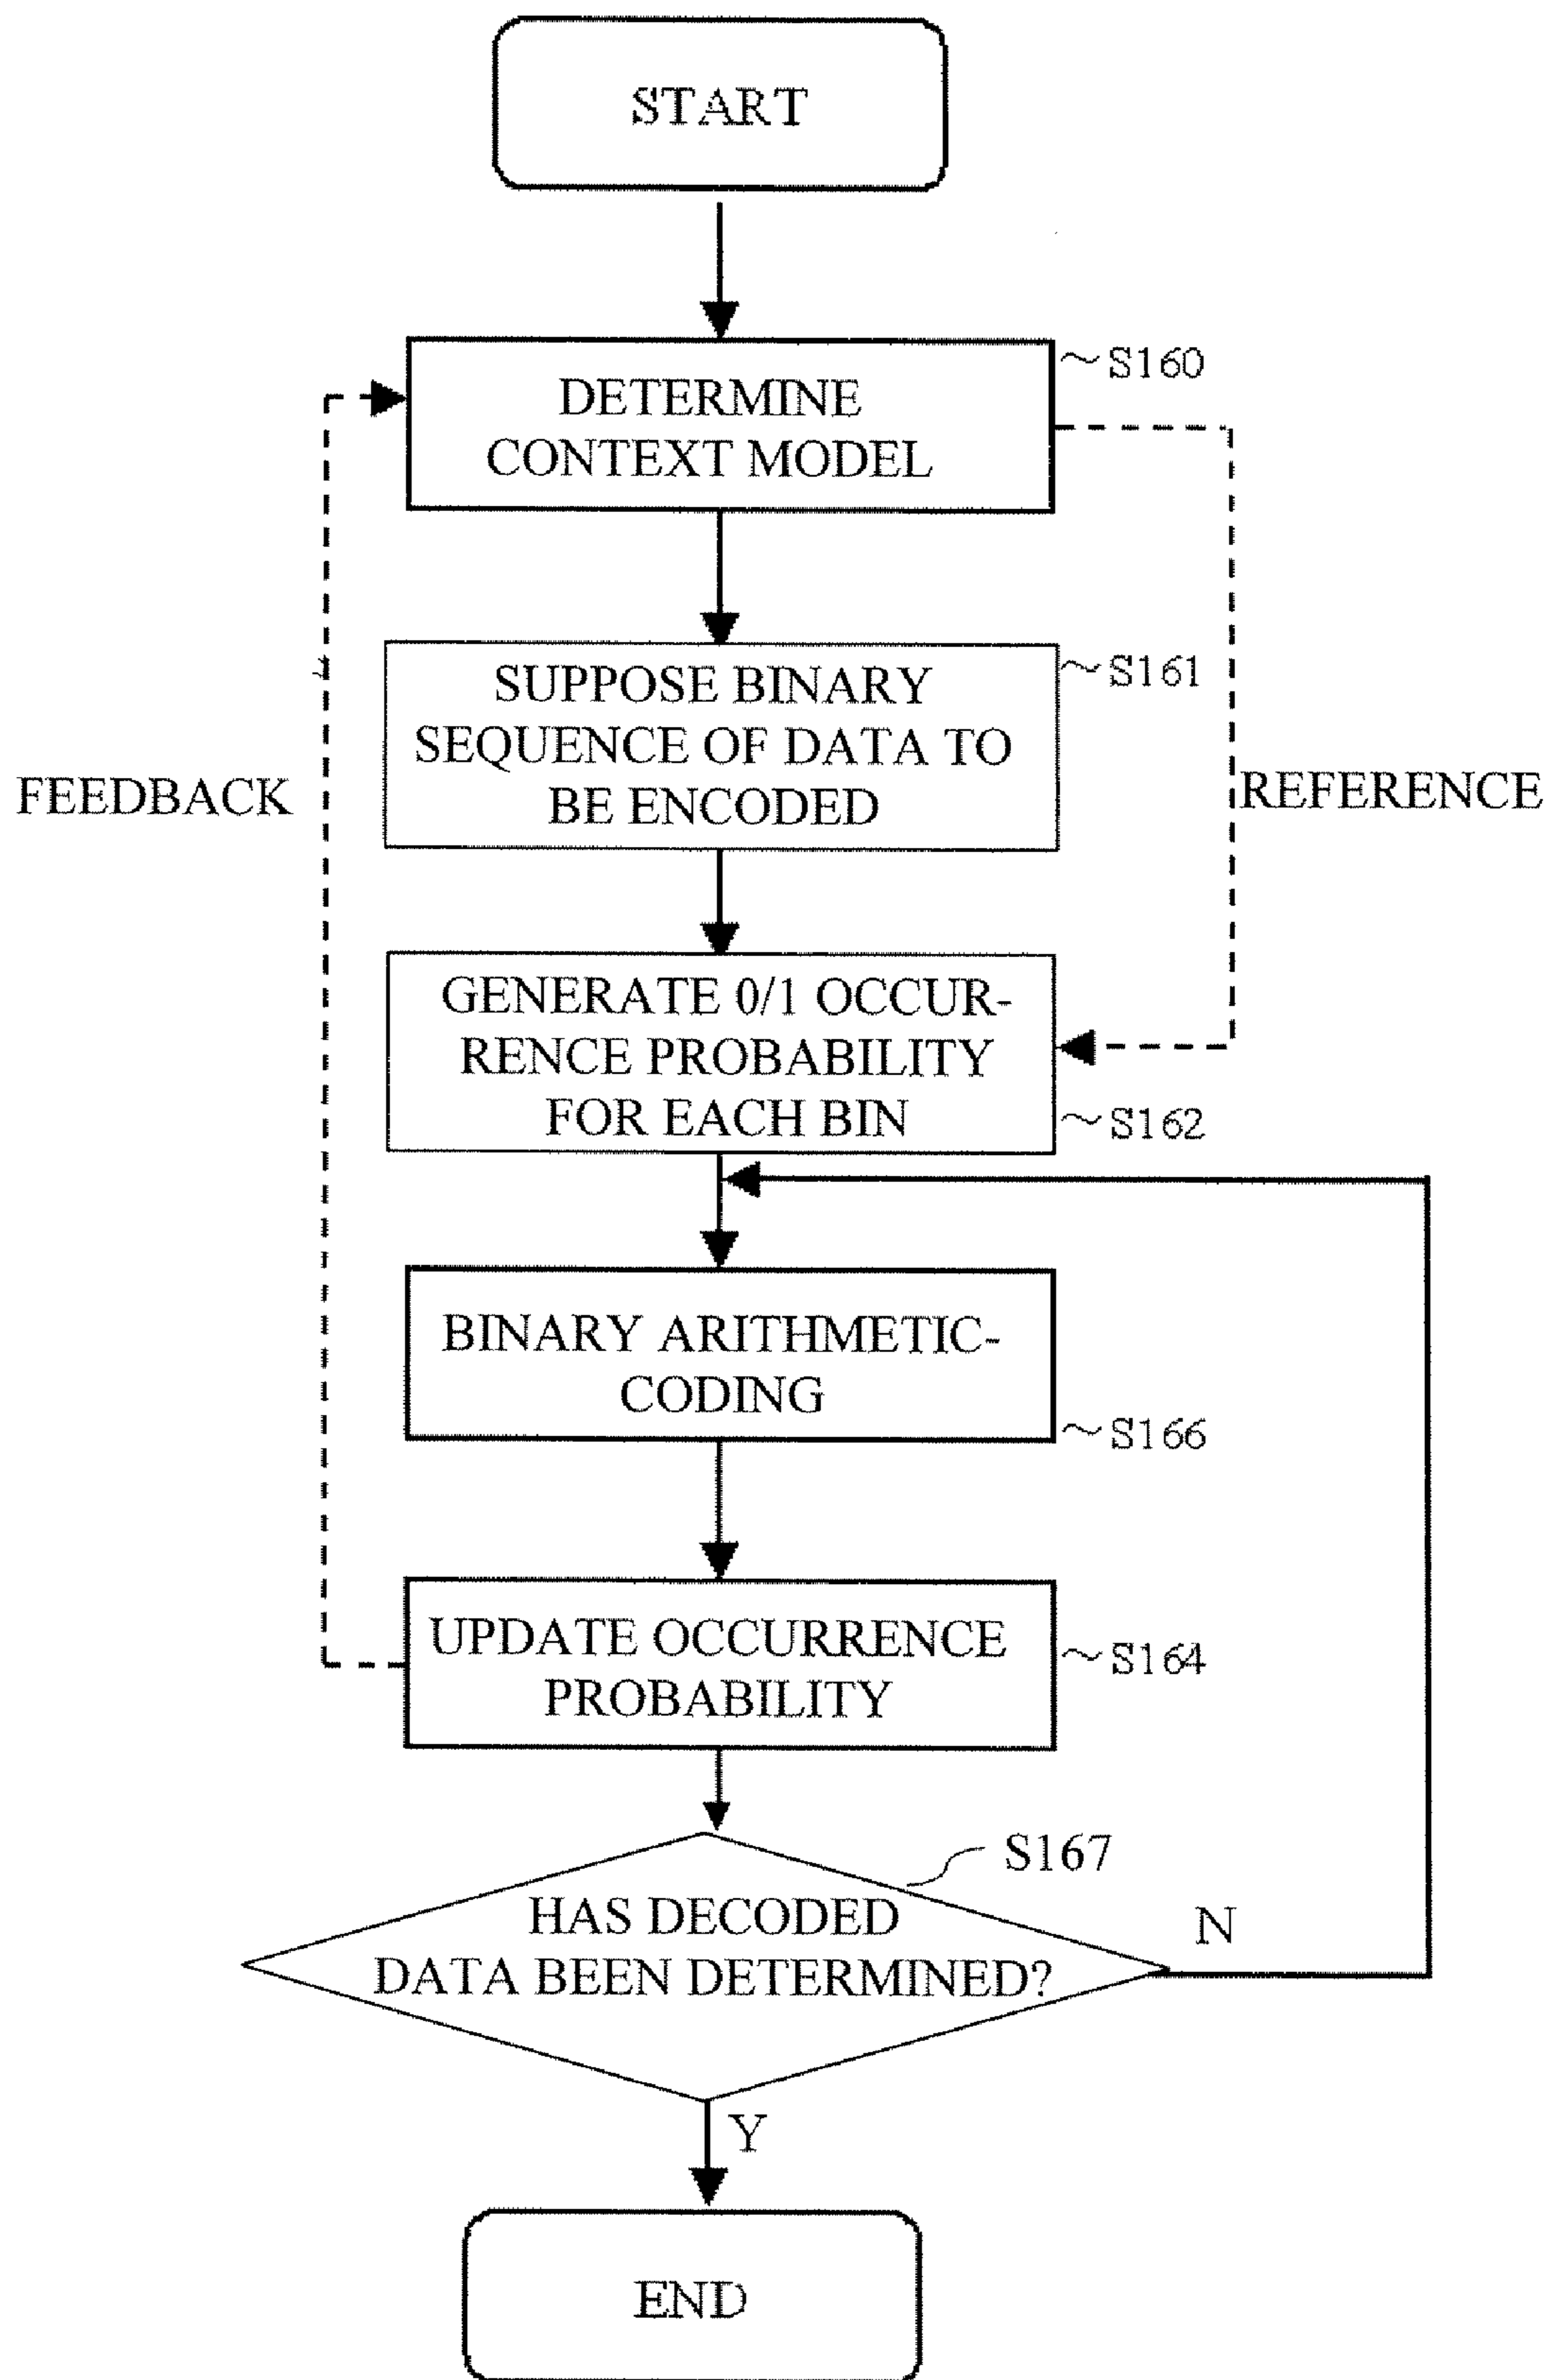 START
DETERMINE
CONTEXT MODEL
S160
SUPPOSE BINARY
SEQUENCE OF DATA TO
BE ENCODED
S161
FEEDBACK
REFERENCE
GENERATE 0/1 OCCUR-
RENCE PROBABILITY
FOR EACH BIN
S162
BINARY ARITHMETIC-
CODING
S166
UPDATE OCCURRENCE
PROBABILITY
S164
S167
HAS DECODED
DATA BEEN DETERMINED?
N
Y
END